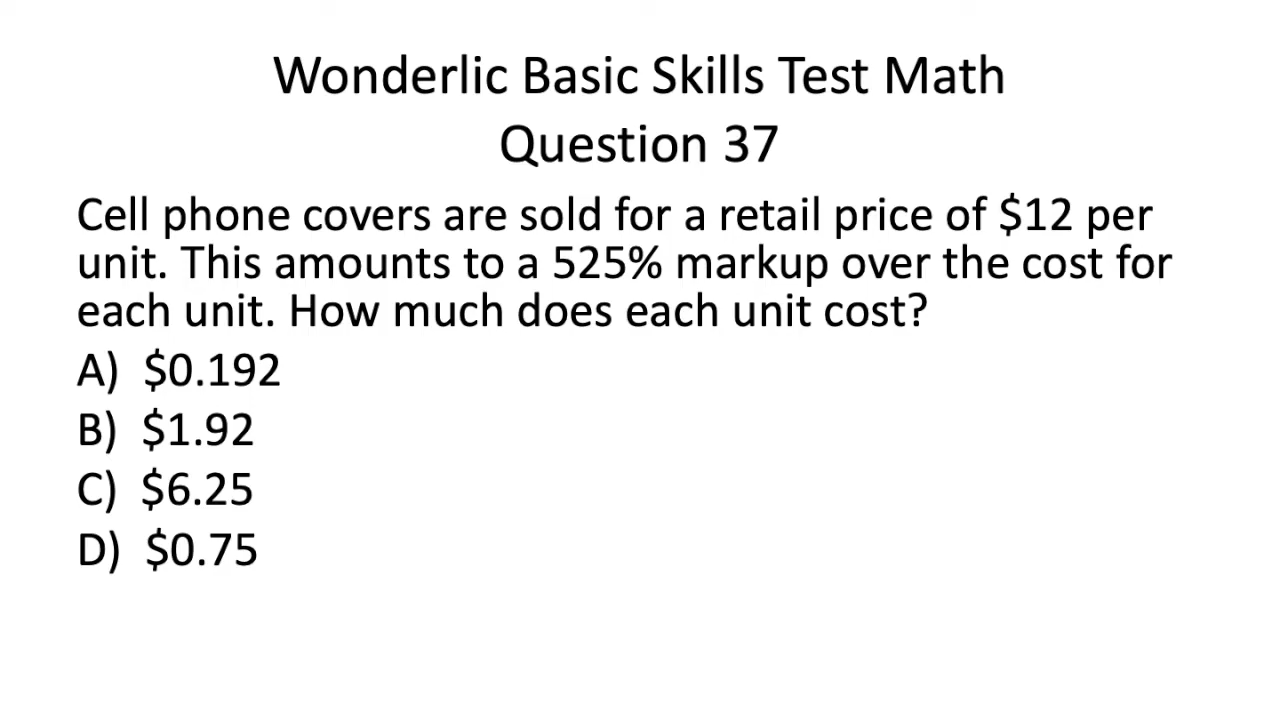 Wonderlic Basic Skills Test Math
Question 37
Cell phone covers are sold for a retail price of $12 per
unit. This amounts to a 525% markup over the cost for
each unit. How much does each unit cost?
A) $0.192
B) $1.92
C) $6.25
D) $0.75